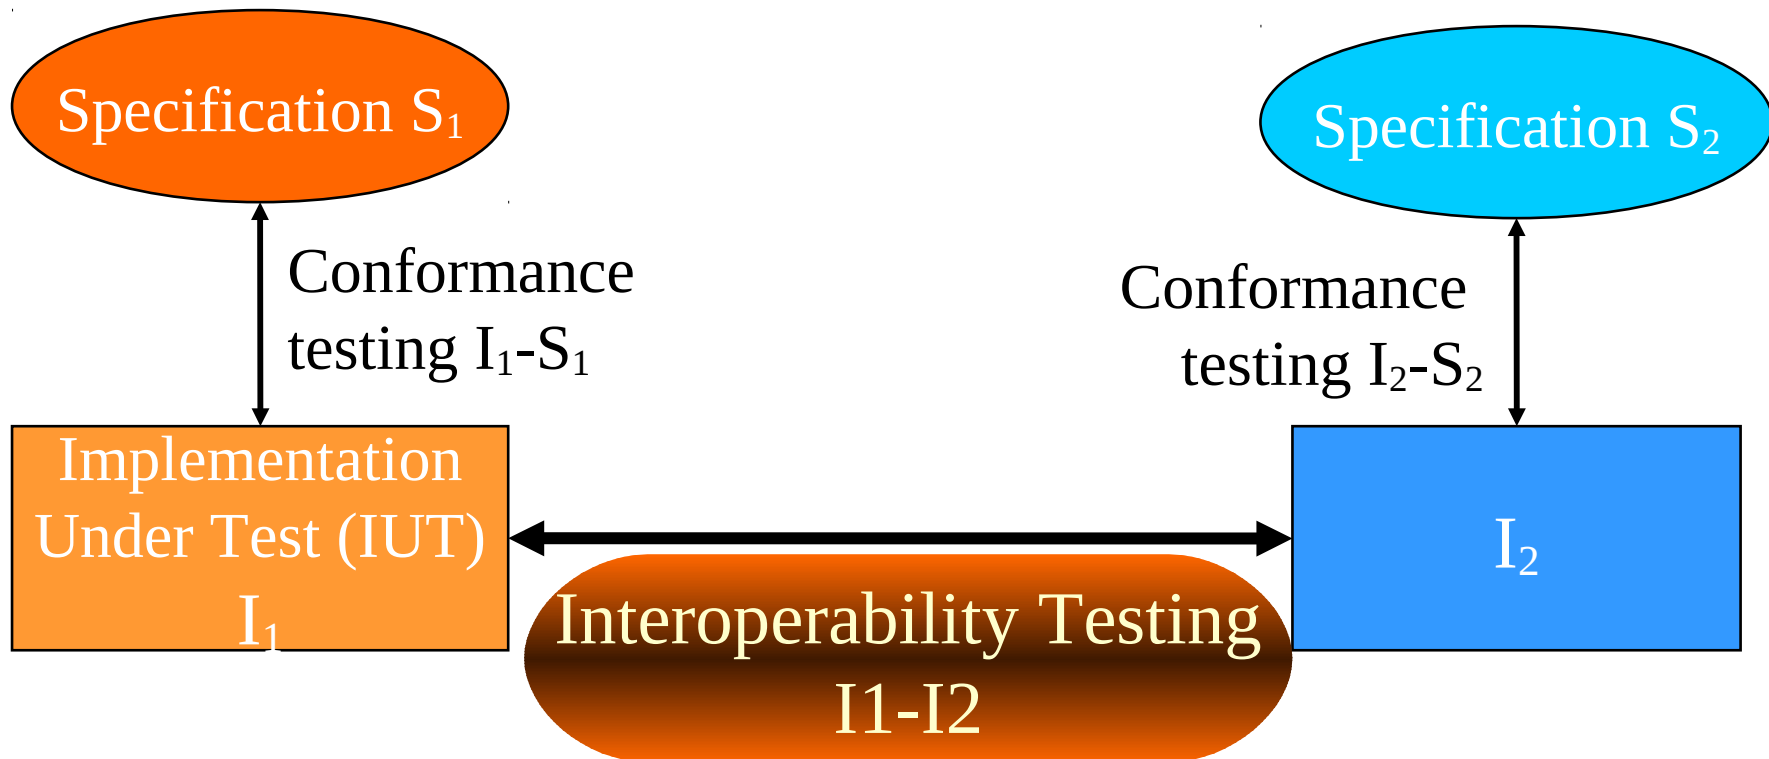 Specification S₁
Specification S₂
Conformance
testing I₁-S₁
Conformance
testing I₂-S₂
Implementation
Under Test (IUT)
I₁
I₂
Interoperability Testing
I1-I2